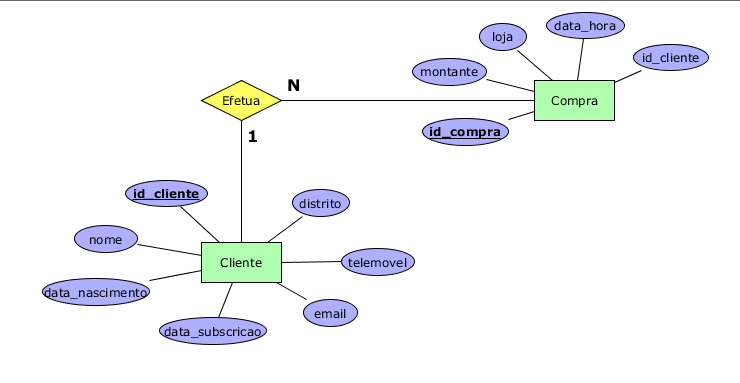 data_hora
loja
id_cliente
montante
N
Efetua
Compra
id_compra
1
id_cliente
distrito
nome
Cliente
telemovel
data_nascimento
email
data_subscricao